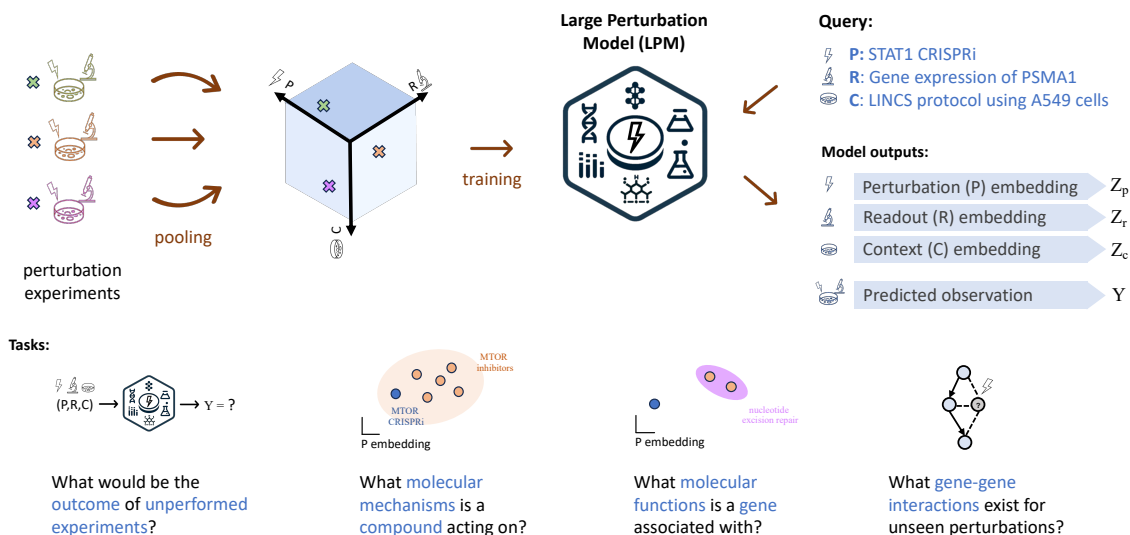 Large Perturbation
Model (LPM)
Query:
P: STAT1 CRISPRi
R: Gene expression of PSMA1
C: LINCS protocol using A549 cells
P
R
C
pooling
training
perturbation
experiments
Model outputs:
Perturbation (P) embedding Zp
Readout (R) embedding Zr
Context (C) embedding Zc
Predicted observation Y
Tasks:
(P,R,C)
Y = ?
What would be the
outcome of unperformed
experiments?
MTOR
inhibitors
MTOR
CRISPRi
P embedding
What molecular
mechanisms is a
compound acting on?
nucleotide
excision repair
P embedding
What molecular
functions is a gene
associated with?
?
What gene-gene
interactions exist for
unseen perturbations?